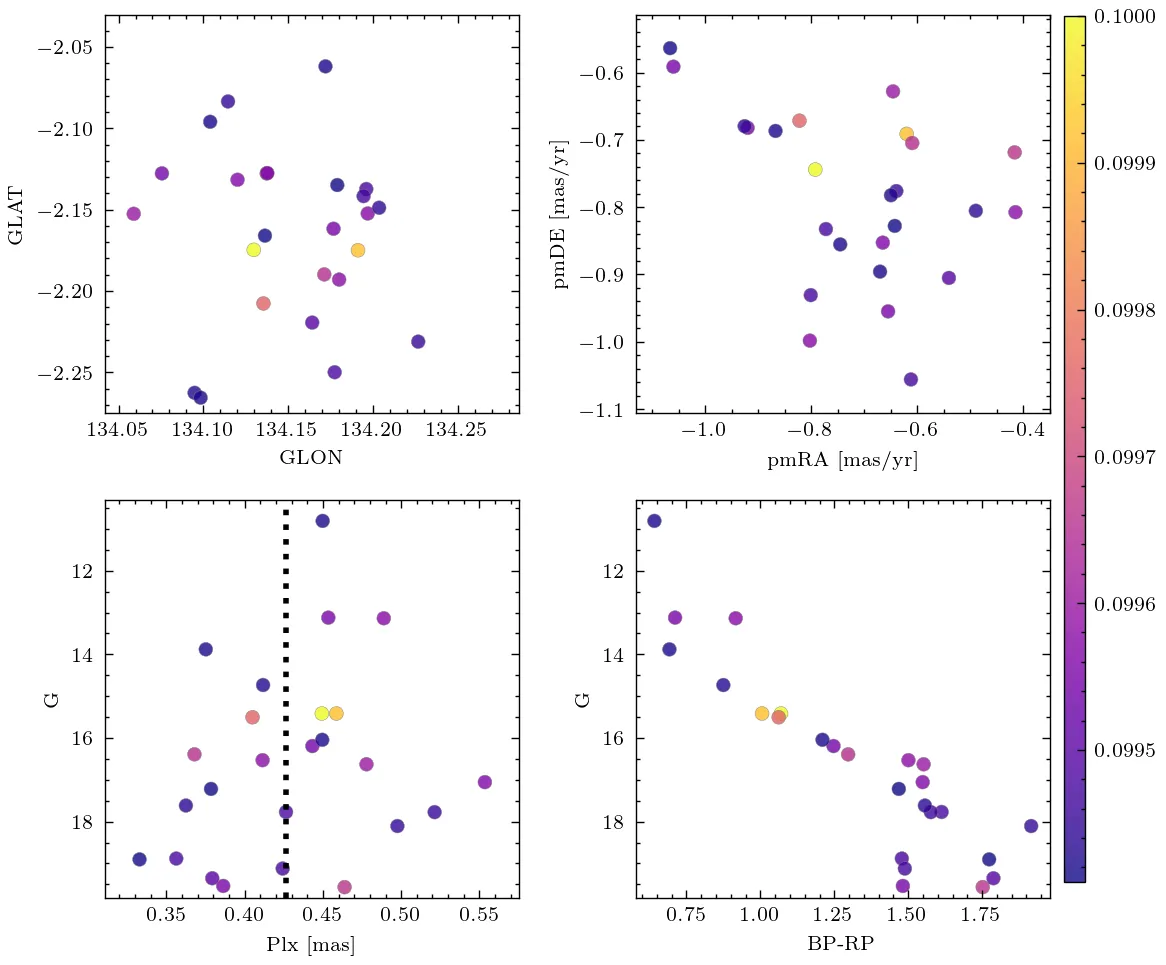 −2.05
−2.10
−2.15
−2.20
−2.25
GLAT
134.05 134.10 134.15 134.20 134.25
GLON
−0.6
−0.7
−0.8
−0.9
−1.0
−1.1
pmDE [mas/yr]
−1.0 −0.8 −0.6 −0.4
pmRA [mas/yr]
0.1000
0.0999
0.0998
0.0997
0.0996
0.0995
12
14
16
18
G
0.35 0.40 0.45 0.50 0.55
Plx [mas]
12
14
16
18
G
0.75 1.00 1.25 1.50 1.75
BP-RP